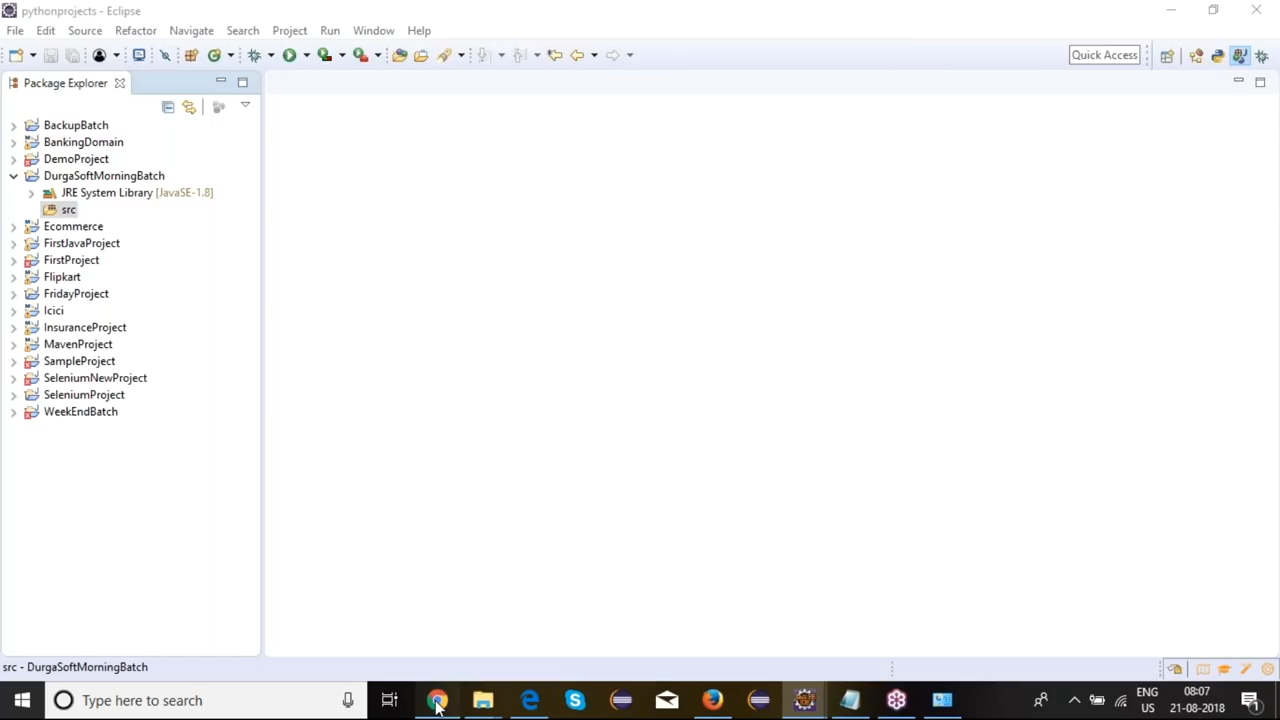 pythonprojects - Eclipse
File Edit Source Refactor Navigate Search Project Run Window Help
Quick Access
Package Explorer
BackupBatch
BankingDomain
DemoProject
DurgaSoftMorningBatch
JRE System Library [JavaSE-1.8]
src
Ecommerce
FirstJavaProject
FirstProject
Flipkart
FridayProject
Icici
InsuranceProject
MavenProject
SampleProject
SeleniumNewProject
SeleniumProject
WeekEndBatch
src - DurgaSoftMorningBatch
Type here to search
ENG
US
08:07
21-08-2018
1